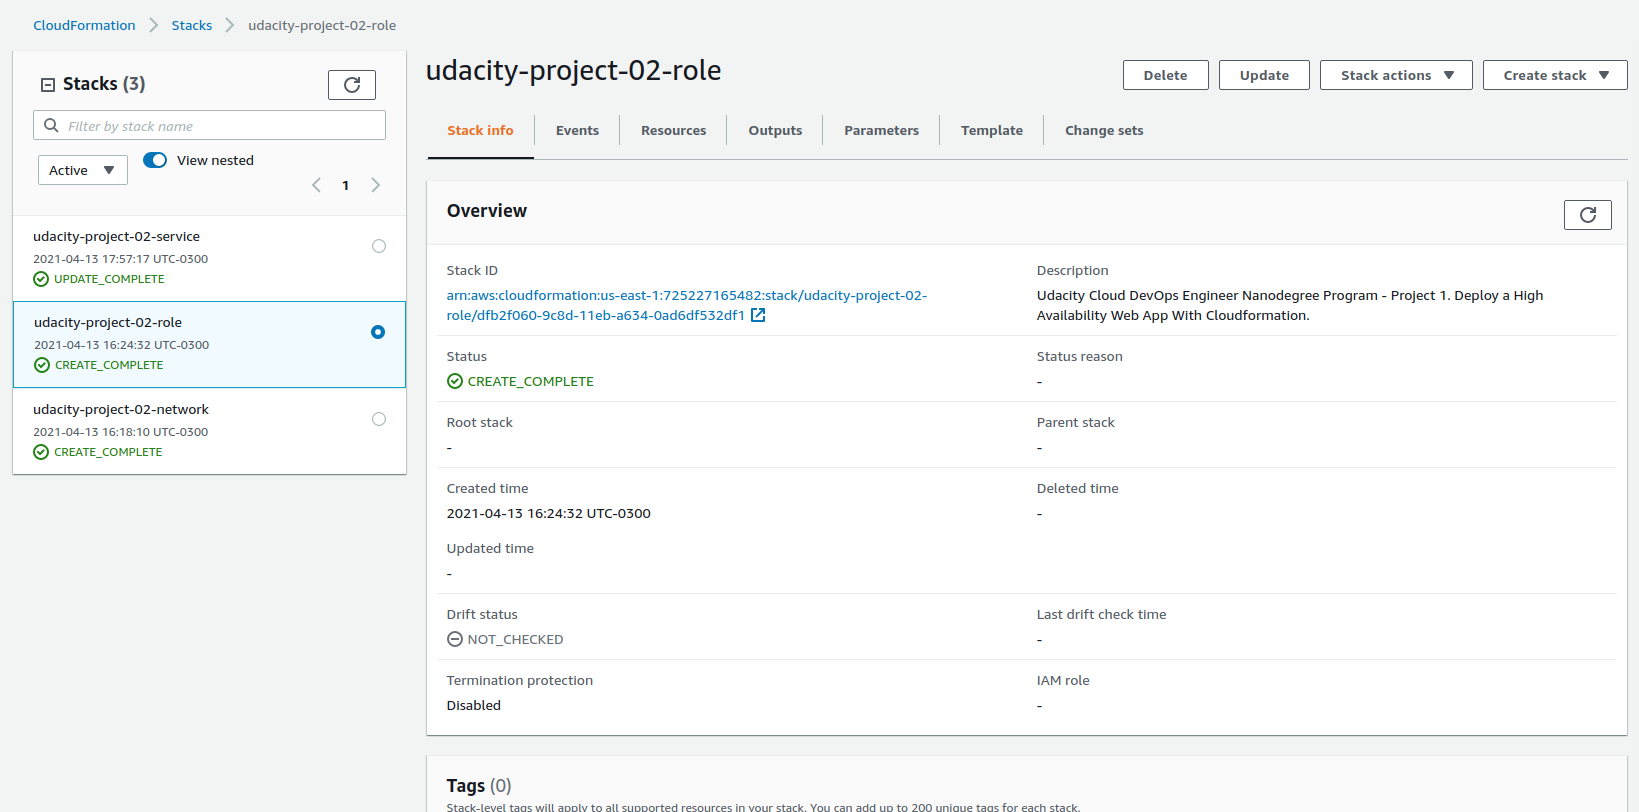 CloudFormation Stacks udacity-project-02-role
Stacks (3)
Filter by stack name
Active View nested
1
udacity-project-02-service
2021-04-13 17:57:17 UTC-0300
UPDATE_COMPLETE
udacity-project-02-role
2021-04-13 16:24:32 UTC-0300
CREATE_COMPLETE
udacity-project-02-network
2021-04-13 16:18:10 UTC-0300
CREATE_COMPLETE
udacity-project-02-role
Delete Update Stack actions Create stack
Stack info Events Resources Outputs Parameters Template Change sets
Overview
Stack ID
arn:aws:cloudformation:us-east-1:725227165482:stack/udacity-project-02-
role/dfb2f060-9c8d-11eb-a634-0ad6df532df1
Description
Udacity Cloud DevOps Engineer Nanodegree Program - Project 1. Deploy a High
Availability Web App With Cloudformation.
Status
CREATE_COMPLETE
Status reason
-
Root stack
-
Parent stack
-
Created time
2021-04-13 16:24:32 UTC-0300
Deleted time
-
Updated time
-
Drift status
NOT_CHECKED
Last drift check time
-
Termination protection
Disabled
IAM role
-
Tags (0)
Stack-level tags will apply to all supported resources in your stack. You can add up to 200 unique tags for each stack.